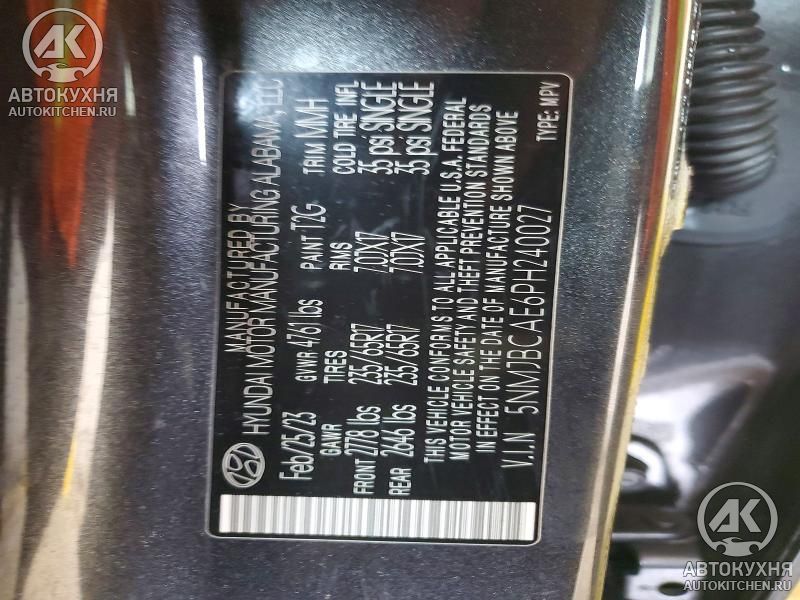 АК
АВТОКУХНЯ
AUTOKITCHEN.RU
MANUFACTURED BY
HYUNDAI MOTOR MANUFACTURING ALABAMA, LLC
Feb/25/23 GVWR 4761 lbs PAINT T2G TRIM MMH
GAWR TIRES RIMS COLD TIRE INFL
FRONT 2778 lbs 235/65R17 7.0JX17 35 psi SINGLE
REAR 2646 lbs 235/65R17 7.0JX17 35 psi SINGLE
THIS VEHICLE CONFORMS TO ALL APPLICABLE U.S.A. FEDERAL
MOTOR VEHICLE SAFETY AND THEFT PREVENTION STANDARDS
IN EFFECT ON THE DATE OF MANUFACTURE SHOWN ABOVE
V.I.N 5NMJBCAE6PH240027 TYPE: MPV
АК
АВТОКУХНЯ
AUTOKITCHEN.RU